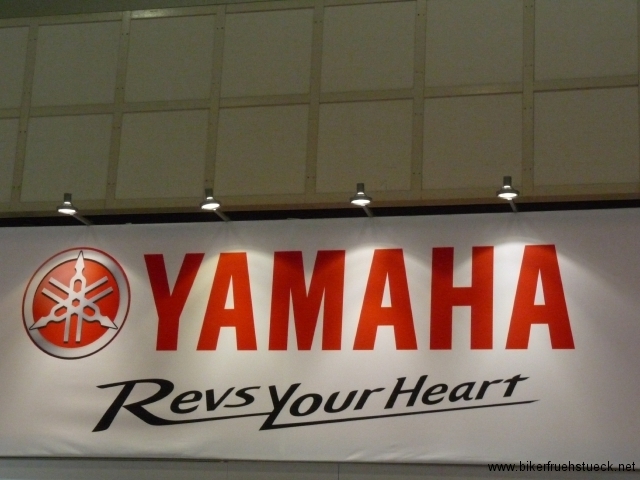 YAMAHA
Revs Your Heart
www.bikerfruehstueck.net